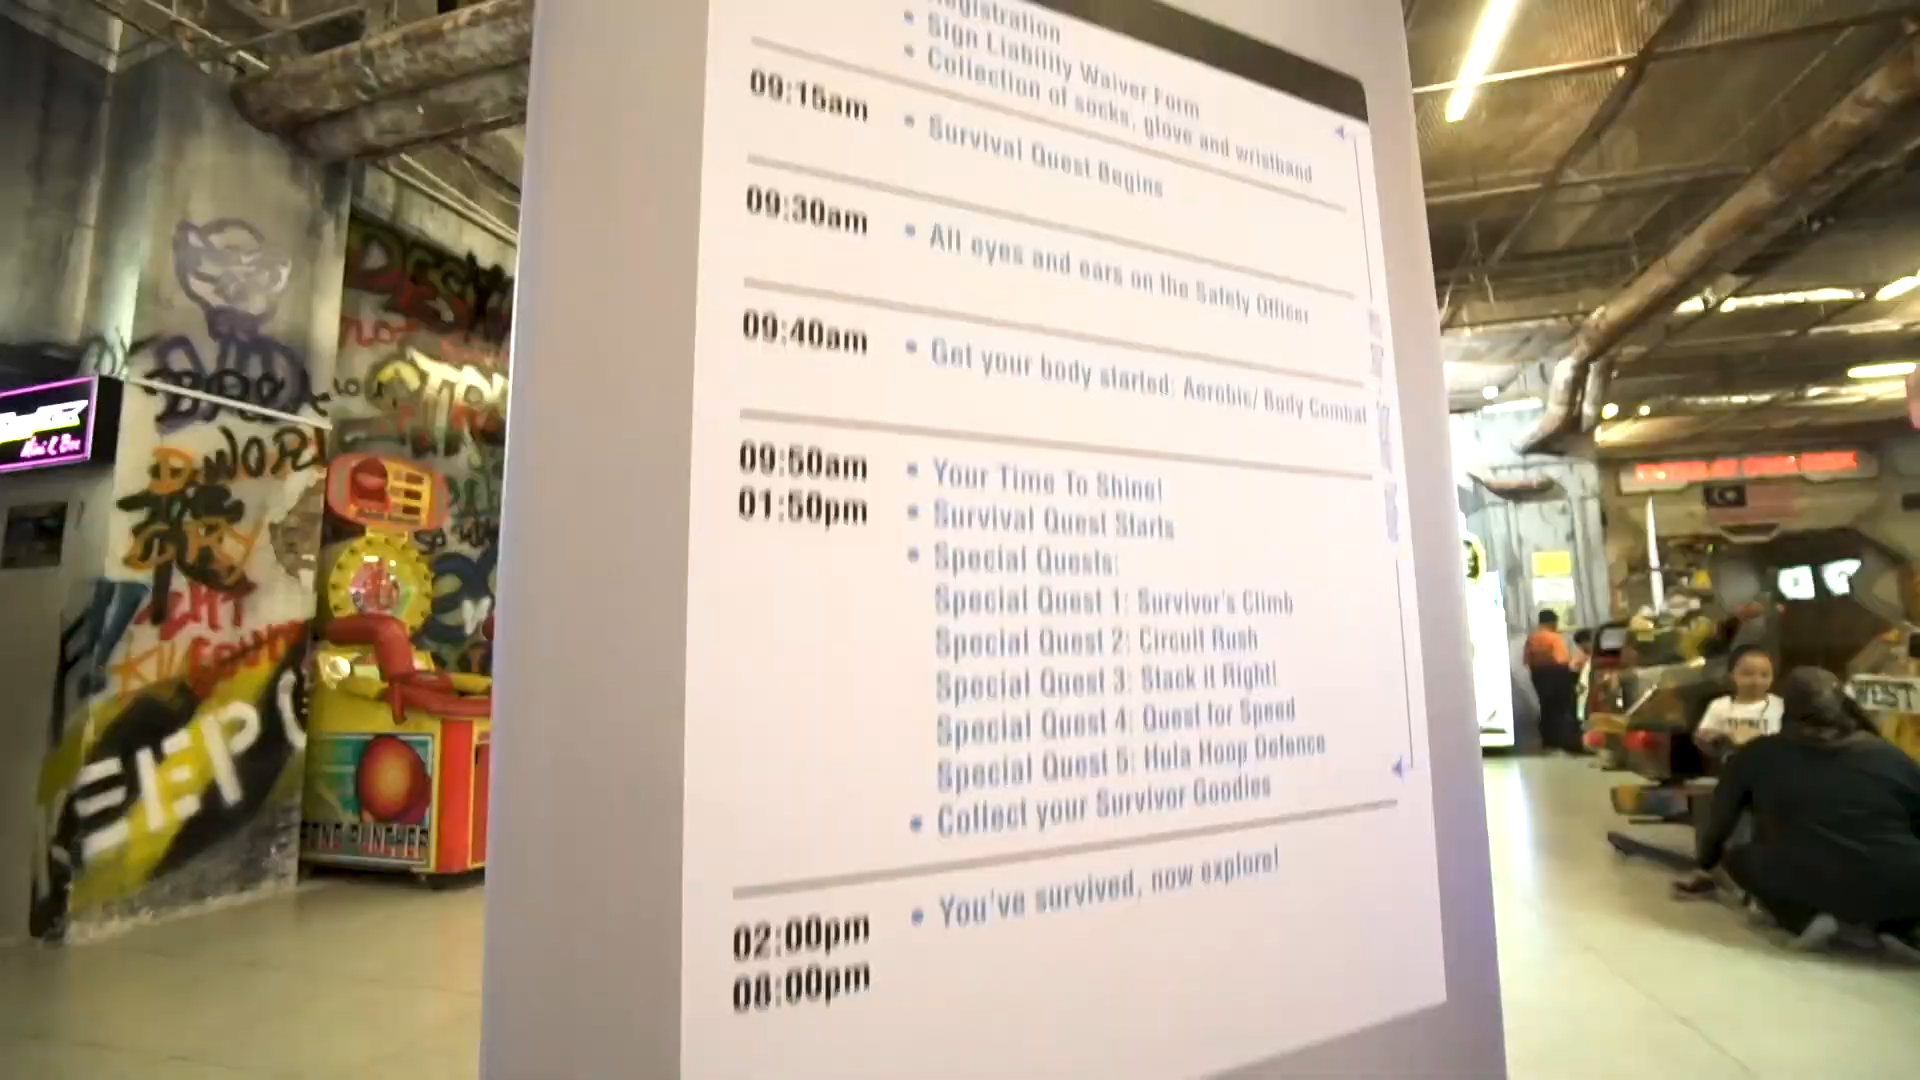 Registration
• Sign Liability Waiver Form
• Collection of socks, glove and wristband
09:15am
• Survival Quest Begins
09:30am
• All eyes and ears on the Safety Officer
09:40am
• Get your body started: Aerobic/ Body Combat
09:50am
01:50pm
• Your Time To Shine!
• Survival Quest Starts
• Special Quests:
Special Quest 1: Survivor's Climb
Special Quest 2: Circuit Rush
Special Quest 3: Stack it Right!
Special Quest 4: Quest for Speed
Special Quest 5: Hula Hoop Defence
• Collect your Survivor Goodies
02:00pm
08:00pm
• You've survived, now explore!
WORL
EEP
WEST